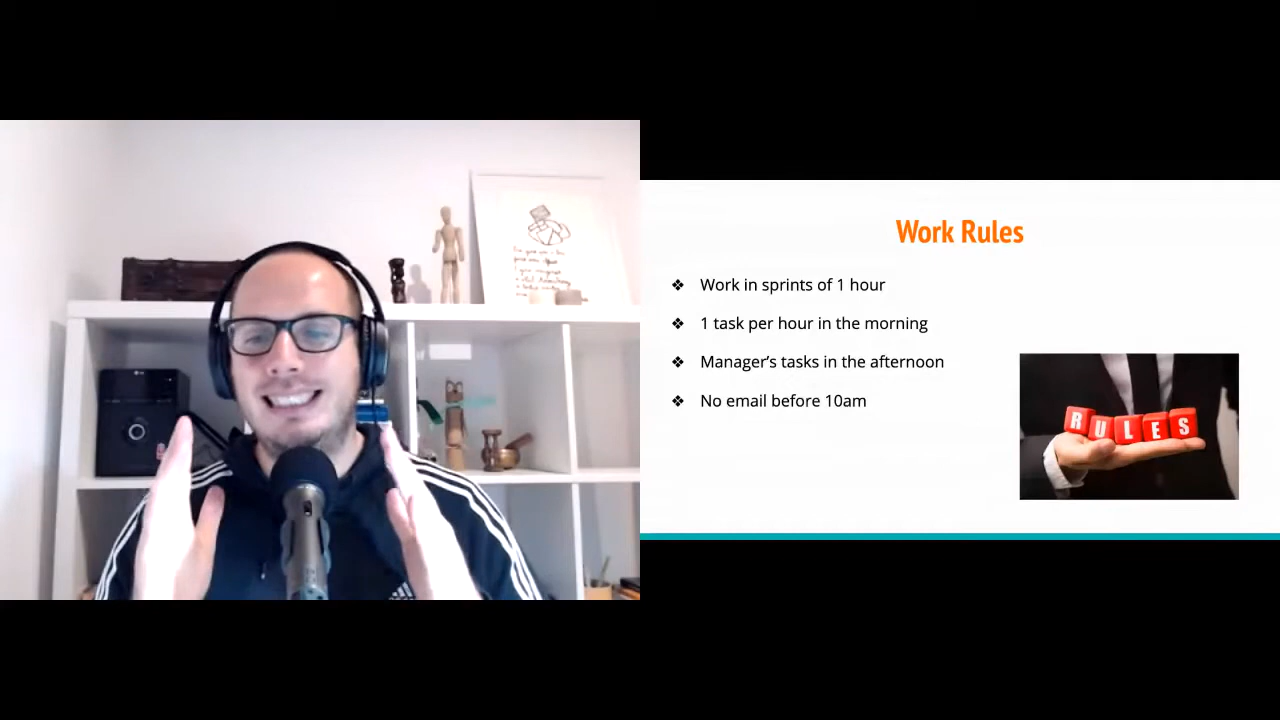 Work Rules
❖ Work in sprints of 1 hour
❖ 1 task per hour in the morning
❖ Manager's tasks in the afternoon
❖ No email before 10am
RULES